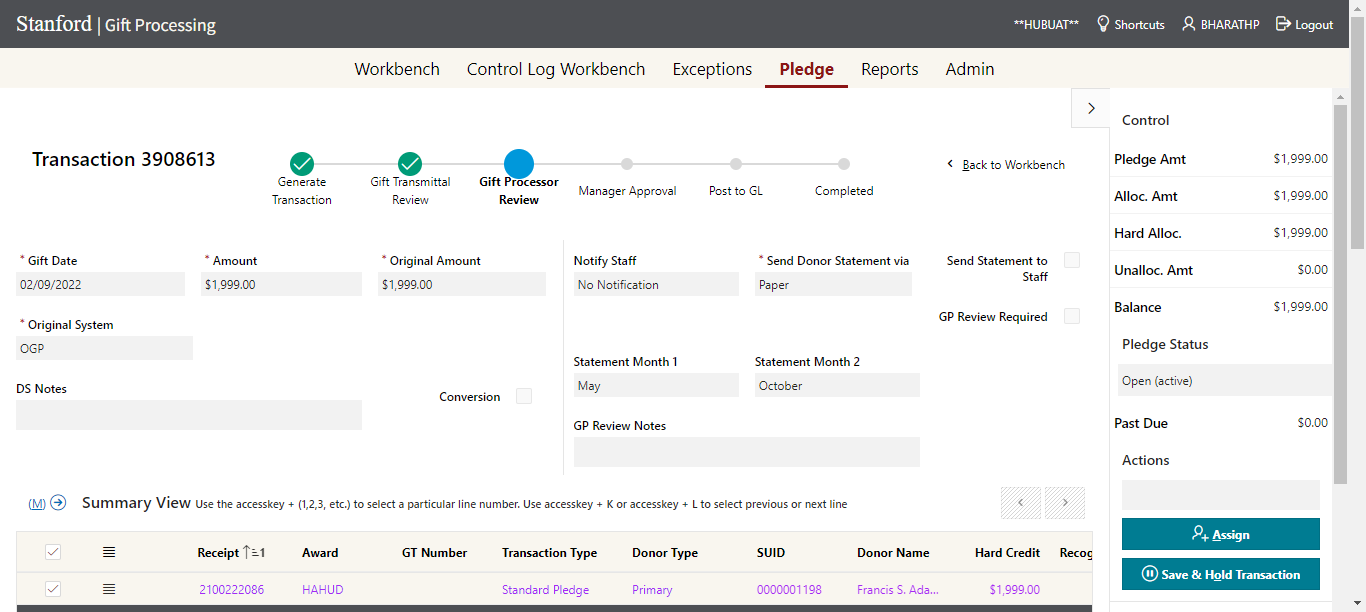 Stanford | Gift Processing
**HUBUAT** Shortcuts BHARATHP Logout
Workbench Control Log Workbench Exceptions Pledge Reports Admin
Transaction 3908613
Generate Transaction
Gift Transmittal Review
Gift Processor Review
Manager Approval
Post to GL
Completed
Back to Workbench
* Gift Date
02/09/2022
* Amount
$1,999.00
* Original Amount
$1,999.00
* Original System
OGP
DS Notes
Conversion
Notify Staff
No Notification
* Send Donor Statement via
Paper
Send Statement to
Staff
GP Review Required
Statement Month 1
May
Statement Month 2
October
GP Review Notes
(M) Summary View Use the accesskey + (1,2,3, etc.) to select a particular line number. Use accesskey + K or accesskey + L to select previous or next line
Receipt ↑ 1 Award GT Number Transaction Type Donor Type SUID Donor Name Hard Credit Recog
2100222086 HAHUD Standard Pledge Primary 0000001198 Francis S. Ada... $1,999.00
Control
Pledge Amt $1,999.00
Alloc. Amt $1,999.00
Hard Alloc. $1,999.00
Unalloc. Amt $0.00
Balance $1,999.00
Pledge Status
Open (active)
Past Due $0.00
Actions
Assign
Save & Hold Transaction